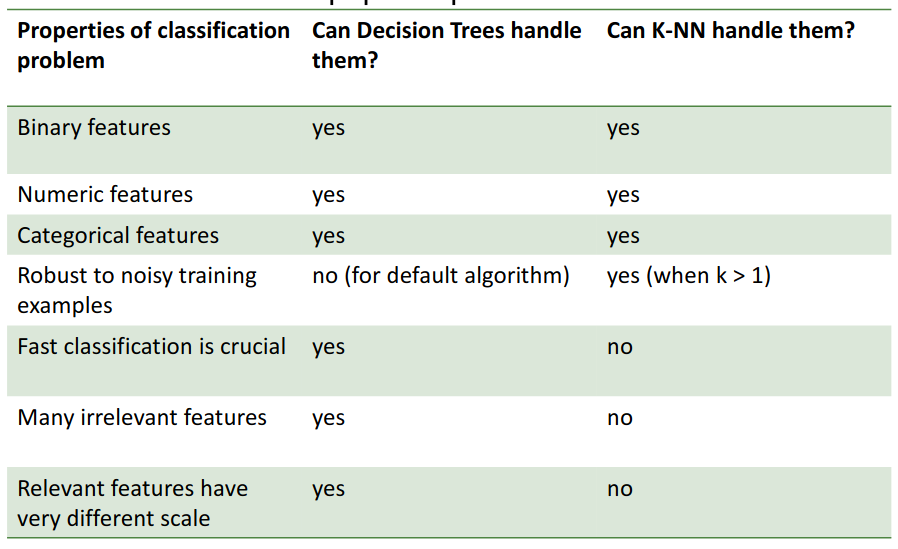 Properties of classification problem Can Decision Trees handle them? Can K-NN handle them?
Binary features yes yes
Numeric features yes yes
Categorical features yes yes
Robust to noisy training examples no (for default algorithm) yes (when k > 1)
Fast classification is crucial yes no
Many irrelevant features yes no
Relevant features have very different scale yes no